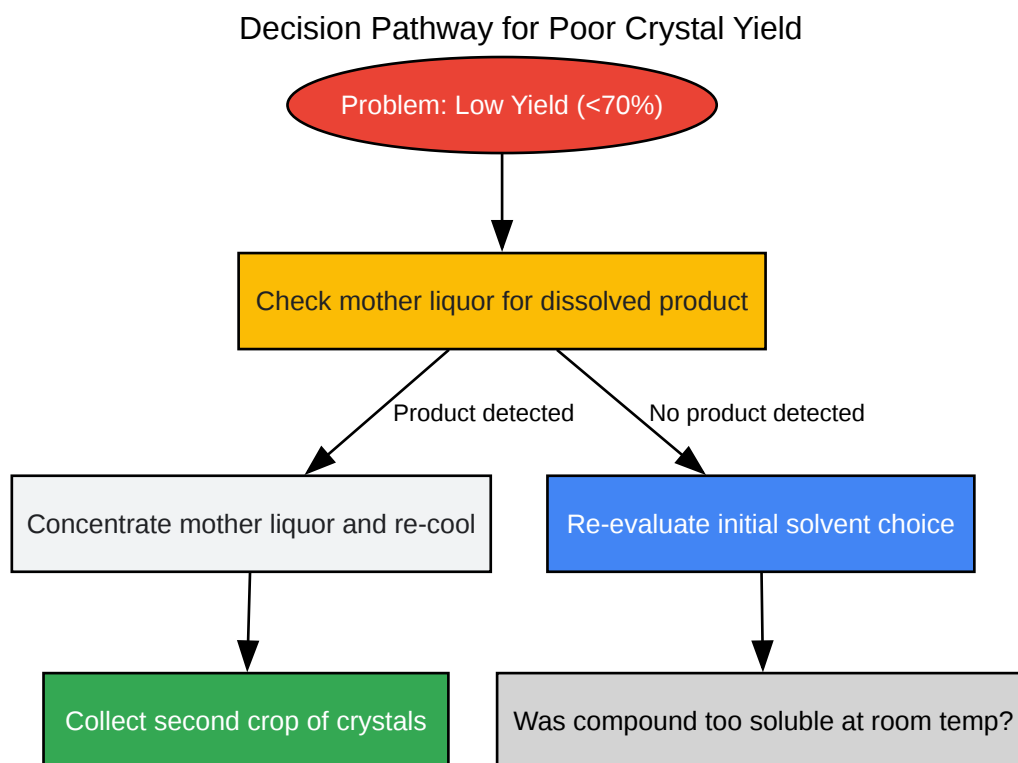 Decision Pathway for Poor Crystal Yield
Problem: Low Yield (<70%)
Check mother liquor for dissolved product
Product detected
No product detected
Concentrate mother liquor and re-cool
Re-evaluate initial solvent choice
Collect second crop of crystals
Was compound too soluble at room temp?